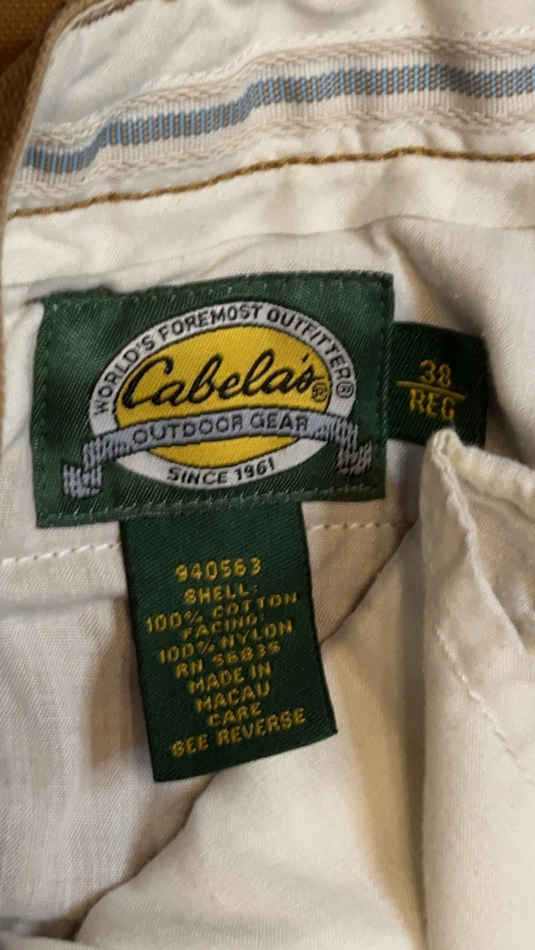 WORLD'S FOREMOST OUTFITTER®
Cabela's®
OUTDOOR GEAR
SINCE 1961
38
REG
940563
SHELL:
100% COTTON
FACING:
100% NYLON
RN 56835
MADE IN
MACAU
CARE
SEE REVERSE